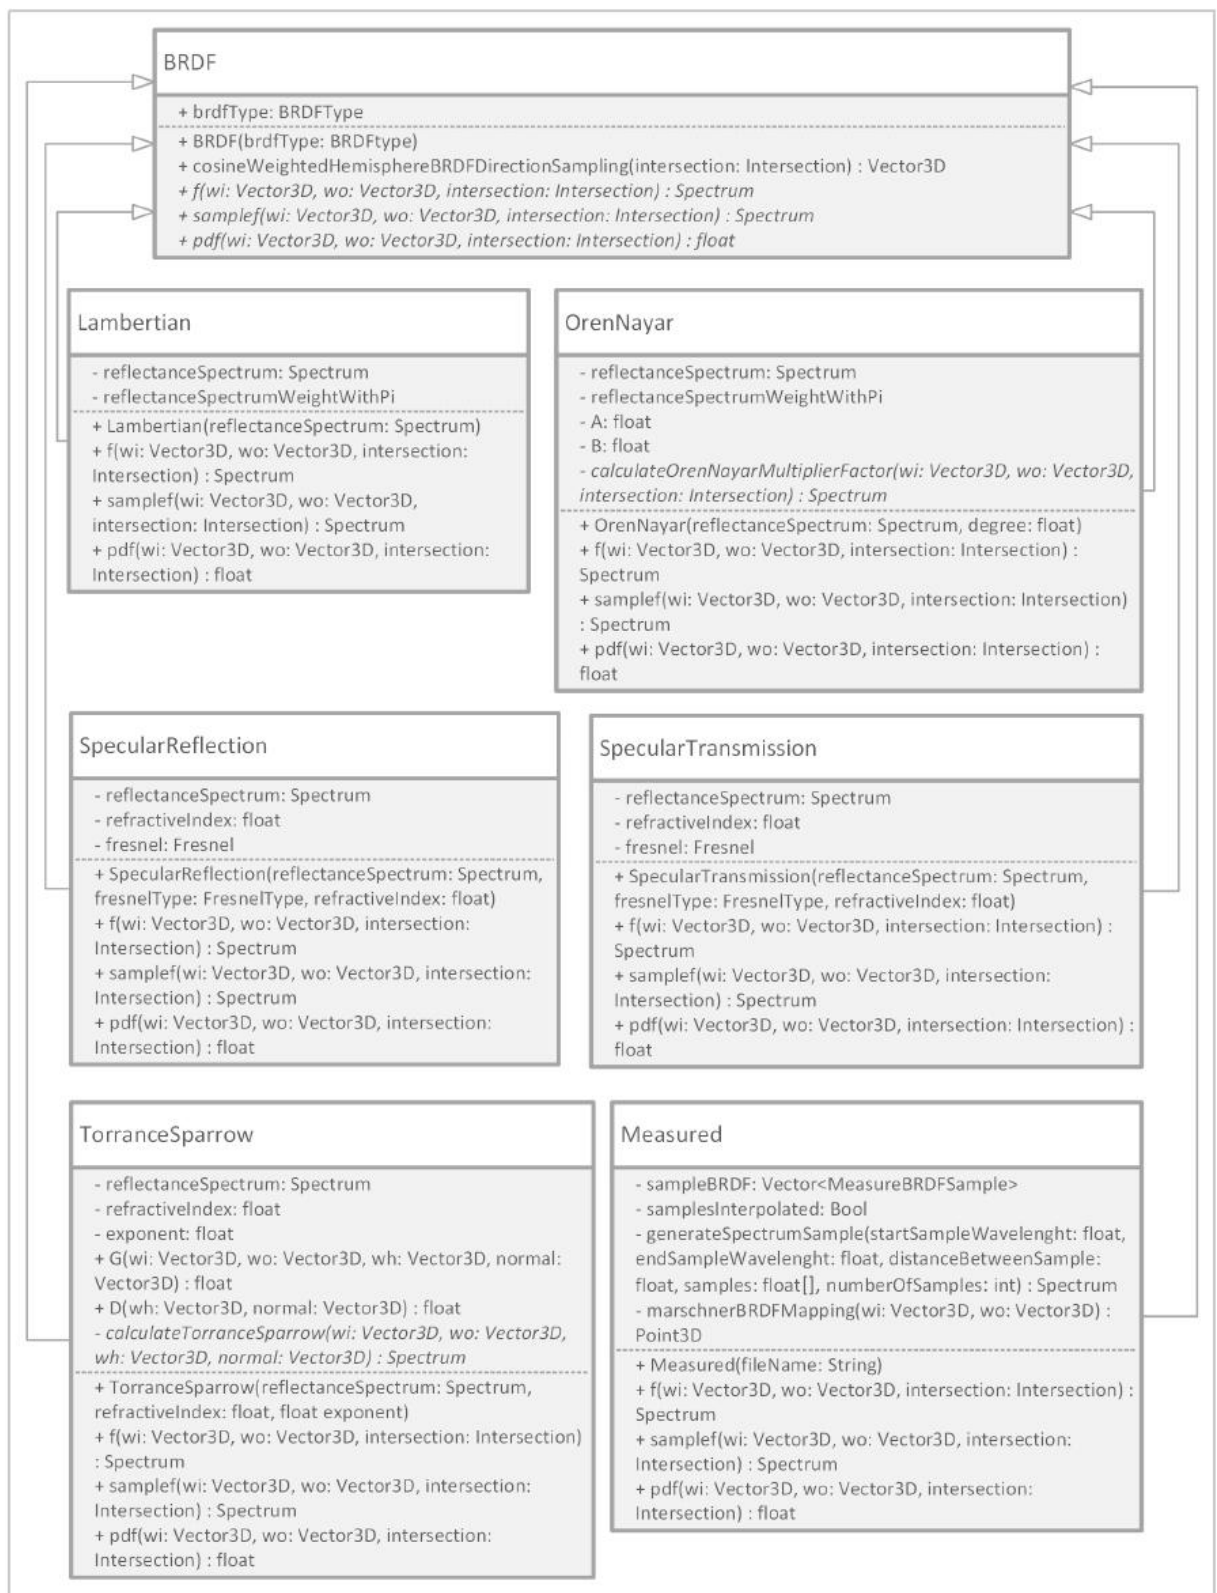 BRDF
+ brdfType: BRDFType
+ BRDF(brdfType: BRDFtype)
+ cosineWeightedHemisphereBRDFDirectionSampling(intersection: Intersection) : Vector3D
+ f(wi: Vector3D, wo: Vector3D, intersection: Intersection) : Spectrum
+ samplef(wi: Vector3D, wo: Vector3D, intersection: Intersection) : Spectrum
+ pdf(wi: Vector3D, wo: Vector3D, intersection: Intersection) : float
Lambertian
- reflectanceSpectrum: Spectrum
- reflectanceSpectrumWeightWithPi
+ Lambertian(reflectanceSpectrum: Spectrum)
+ f(wi: Vector3D, wo: Vector3D, intersection:
Intersection) : Spectrum
+ samplef(wi: Vector3D, wo: Vector3D,
intersection: Intersection) : Spectrum
+ pdf(wi: Vector3D, wo: Vector3D, intersection:
Intersection) : float
OrenNayar
- reflectanceSpectrum: Spectrum
- reflectanceSpectrumWeightWithPi
- A: float
- B: float
- calculateOrenNayarMultiplierFactor(wi: Vector3D, wo: Vector3D,
intersection: Intersection) : Spectrum
+ OrenNayar(reflectanceSpectrum: Spectrum, degree: float)
+ f(wi: Vector3D, wo: Vector3D, intersection: Intersection) :
Spectrum
+ samplef(wi: Vector3D, wo: Vector3D, intersection: Intersection)
: Spectrum
+ pdf(wi: Vector3D, wo: Vector3D, intersection: Intersection) :
float
SpecularReflection
- reflectanceSpectrum: Spectrum
- refractiveIndex: float
- fresnel: Fresnel
+ SpecularReflection(reflectanceSpectrum: Spectrum,
fresnelType: FresnelType, refractiveIndex: float)
+ f(wi: Vector3D, wo: Vector3D, intersection:
Intersection) : Spectrum
+ samplef(wi: Vector3D, wo: Vector3D, intersection:
Intersection) : Spectrum
+ pdf(wi: Vector3D, wo: Vector3D, intersection:
Intersection) : float
SpecularTransmission
- reflectanceSpectrum: Spectrum
- refractiveIndex: float
- fresnel: Fresnel
+ SpecularTransmission(reflectanceSpectrum: Spectrum,
fresnelType: FresnelType, refractiveIndex: float)
+ f(wi: Vector3D, wo: Vector3D, intersection: Intersection) :
Spectrum
+ samplef(wi: Vector3D, wo: Vector3D, intersection:
Intersection) : Spectrum
+ pdf(wi: Vector3D, wo: Vector3D, intersection: Intersection) :
float
TorranceSparrow
- reflectanceSpectrum: Spectrum
- refractiveIndex: float
- exponent: float
+ G(wi: Vector3D, wo: Vector3D, wh: Vector3D, normal:
Vector3D) : float
+ D(wh: Vector3D, normal: Vector3D) : float
- calculateTorranceSparrow(wi: Vector3D, wo: Vector3D,
wh: Vector3D, normal: Vector3D) : Spectrum
+ TorranceSparrow(reflectanceSpectrum: Spectrum,
refractiveIndex: float, float exponent)
+ f(wi: Vector3D, wo: Vector3D, intersection: Intersection)
: Spectrum
+ samplef(wi: Vector3D, wo: Vector3D, intersection:
Intersection) : Spectrum
+ pdf(wi: Vector3D, wo: Vector3D, intersection:
Intersection) : float
Measured
- sampleBRDF: Vector<MeasureBRDFSample>
- samplesInterpolated: Bool
- generateSpectrumSample(startSampleWavelenght: float,
endSampleWavelenght: float, distanceBetweenSample:
float, samples: float[], numberOfSamples: int) : Spectrum
- marschnerBRDFMapping(wi: Vector3D, wo: Vector3D) :
Point3D
+ Measured(fileName: String)
+ f(wi: Vector3D, wo: Vector3D, intersection: Intersection) :
Spectrum
+ samplef(wi: Vector3D, wo: Vector3D, intersection:
Intersection) : Spectrum
+ pdf(wi: Vector3D, wo: Vector3D, intersection:
Intersection) : float